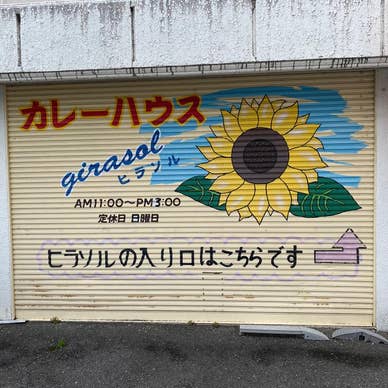 カレーハウス
girasol
ヒラソル
AM11:00～PM3:00
定休日 日曜日
ヒラソルの入り口はこちらです